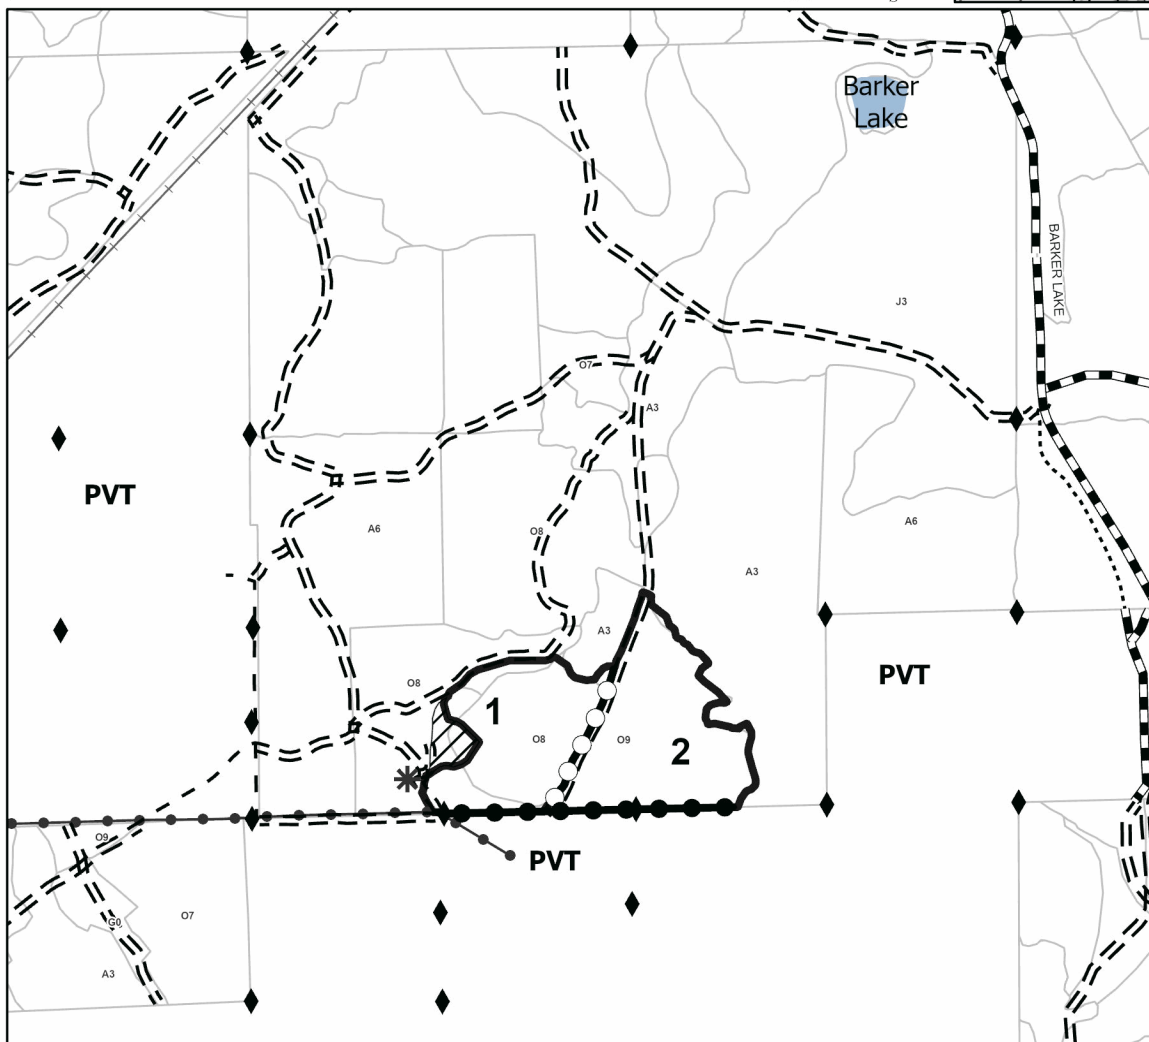 Barker
Lake
BARKER LAKE
J3
O7
A3
PVT
A6
O8
A6
A3
A3
PVT
O8
1
O8
O9
2
O9
PVT
O7
G0
A3